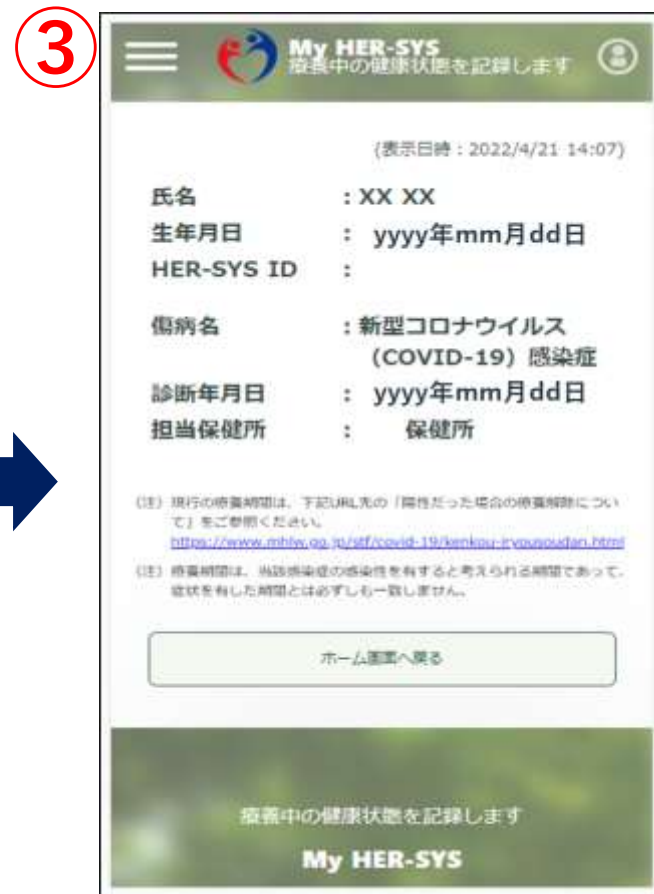 ③
My HER-SYS
療養中の健康状態を記録します
(表示日時：2022/4/21 14:07)
氏名 : XX XX
生年月日 : yyyy年mm月dd日
HER-SYS ID :
傷病名 : 新型コロナウイルス
(COVID-19) 感染症
診断年月日 : yyyy年mm月dd日
担当保健所 : 保健所
(注) 現行の療養期間は、下記URL先の「陽性だった場合の療養解除につい
て」をご参照ください。
https://www.mhlw.go.jp/stf/covid-19/kenkou-iryousoudan.html
(注) 療養期間は、当該感染症の感染性を有すると考えられる期間であって、
症状を有した期間とは必ずしも一致しません。
ホーム画面へ戻る
療養中の健康状態を記録します
My HER-SYS